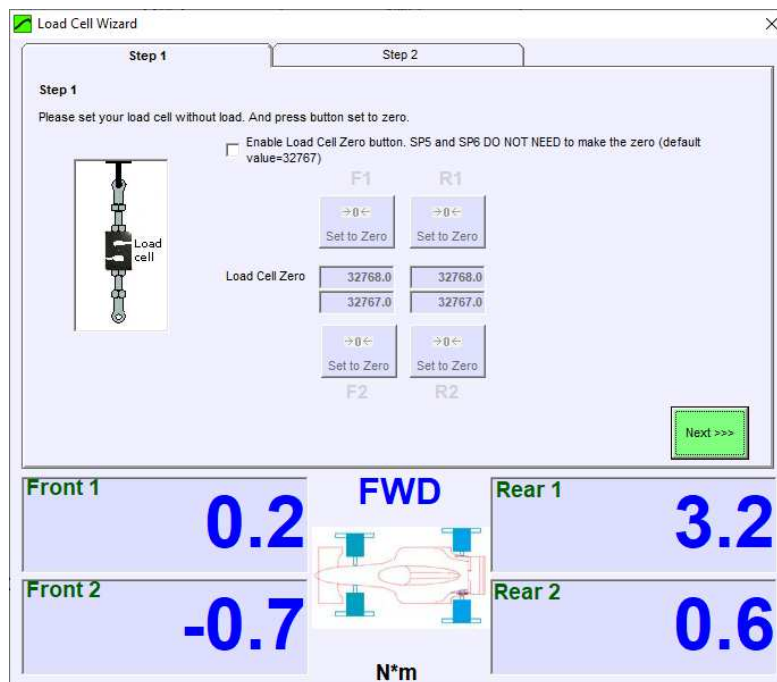 Load Cell Wizard
Step 1
Step 2
Step 1
Please set your load cell without load. And press button set to zero.
Enable Load Cell Zero button. SP5 and SP6 DO NOT NEED to make the zero (default
value=32767)
F1 R1
→0← →0←
Set to Zero Set to Zero
Load
cell
Load Cell Zero 32768.0 32768.0
32767.0 32767.0
→0← →0←
Set to Zero Set to Zero
F2 R2
Next >>>
Front 1
0.2
FWD
Rear 1
3.2
Front 2
-0.7
Rear 2
0.6
N*m